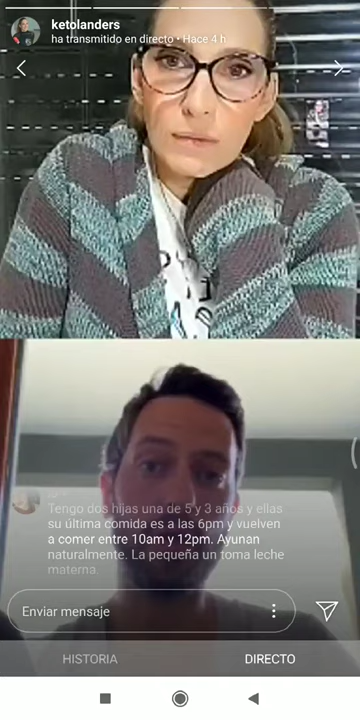 ketolanders
ha transmitido en directo • Hace 4 h
Tengo dos hijas una de 5 y 3 años y ellas
su última comida es a las 6pm y vuelven
a comer entre 10am y 12pm. Ayunan
naturalmente. La pequeña un toma leche
materna.
Enviar mensaje
HISTORIA
DIRECTO